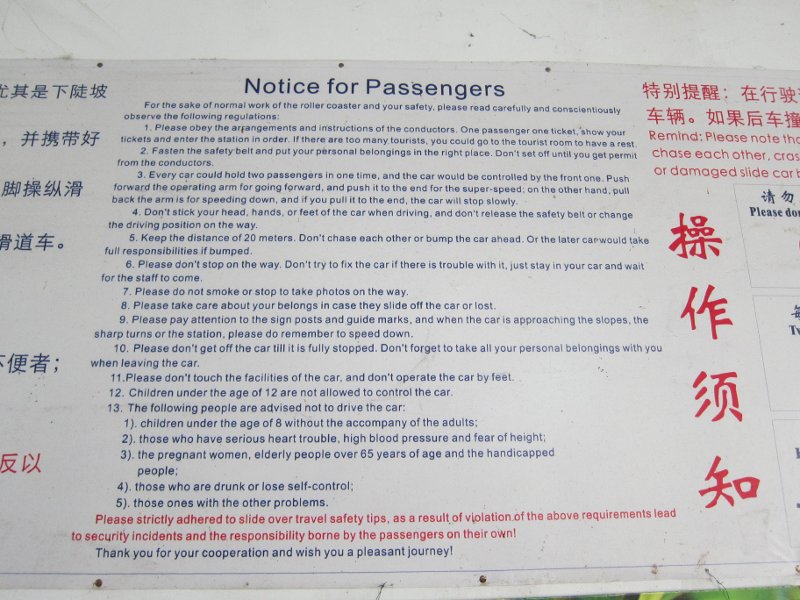 尤其是下陡坡
，并携带好
脚操纵滑
滑道车。
不便者；
反以
Notice for Passengers
For the sake of normal work of the roller coaster and your safety, please read carefully and conscientiously
observe the following regulations:
1. Please obey the arrangements and instructions of the conductors. One passenger one ticket, show your
tickets and enter the station in order. If there are too many tourists, you could go to the tourist room to have a rest.
2. Fasten the safety belt and put your personal belongings in the right place. Don't set off until you get permit
from the conductors.
3. Every car could hold two passengers in one time, and the car would be controlled by the front one. Push
forward the operating arm for going forward, and push it to the end for the super-speed; on the other hand, pull
back the arm is for speeding down, and if you pull it to the end, the car will stop slowly.
4. Don't stick your head, hands, or feet of the car when driving, and don't release the safety belt or change
the driving position on the way.
5. Keep the distance of 20 meters. Don't chase each other or bump the car ahead. Or the later car would take
full responsibilities if bumped.
6. Please don't stop on the way. Don't try to fix the car if there is trouble with it, just stay in your car and wait
for the staff to come.
7. Please do not smoke or stop to take photos on the way.
8. Please take care about your belongs in case they slide off the car or lost.
9. Please pay attention to the sign posts and guide marks, and when the car is approaching the slopes, the
sharp turns or the station, please do remember to speed down.
10. Please don't get off the car till it is fully stopped. Don't forget to take all your personal belongings with you
when leaving the car.
11.Please don't touch the facilities of the car, and don't operate the car by feet.
12. Children under the age of 12 are not allowed to control the car.
13. The following people are advised not to drive the car:
1). children under the age of 8 without the accompany of the adults;
2). those who have serious heart trouble, high blood pressure and fear of height;
3). the pregnant women, elderly people over 65 years of age and the handicapped
people;
4). those who are drunk or lose self-control;
5). those ones with the other problems.
Please strictly adhered to slide over travel safety tips, as a result of violation of the above requirements lead
to security incidents and the responsibility borne by the passengers on their own!
Thank you for your cooperation and wish you a pleasant journey!
特别提醒：在行驶
车辆。如果后车撞
Remind: Please note tha
chase each other, cras
or damaged slide car b
操作须知
请勿
Please don